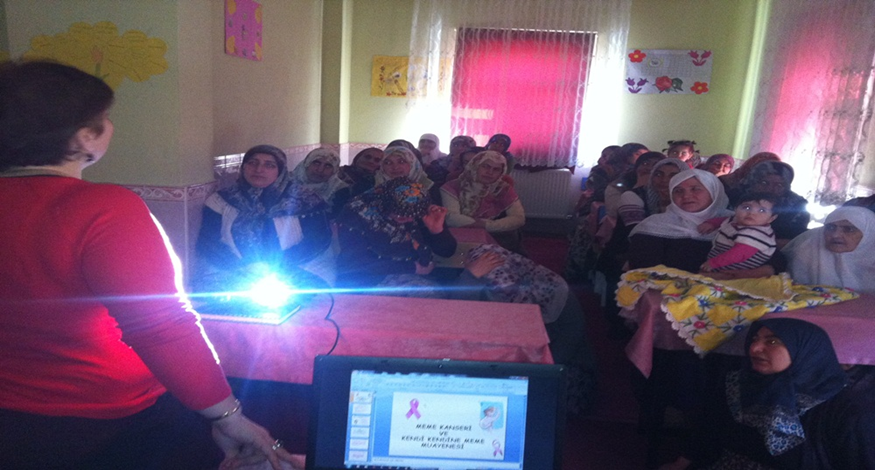 MEME KANSERİ
VE
KENDİ KENDİNE MEME
MUAYENESİ